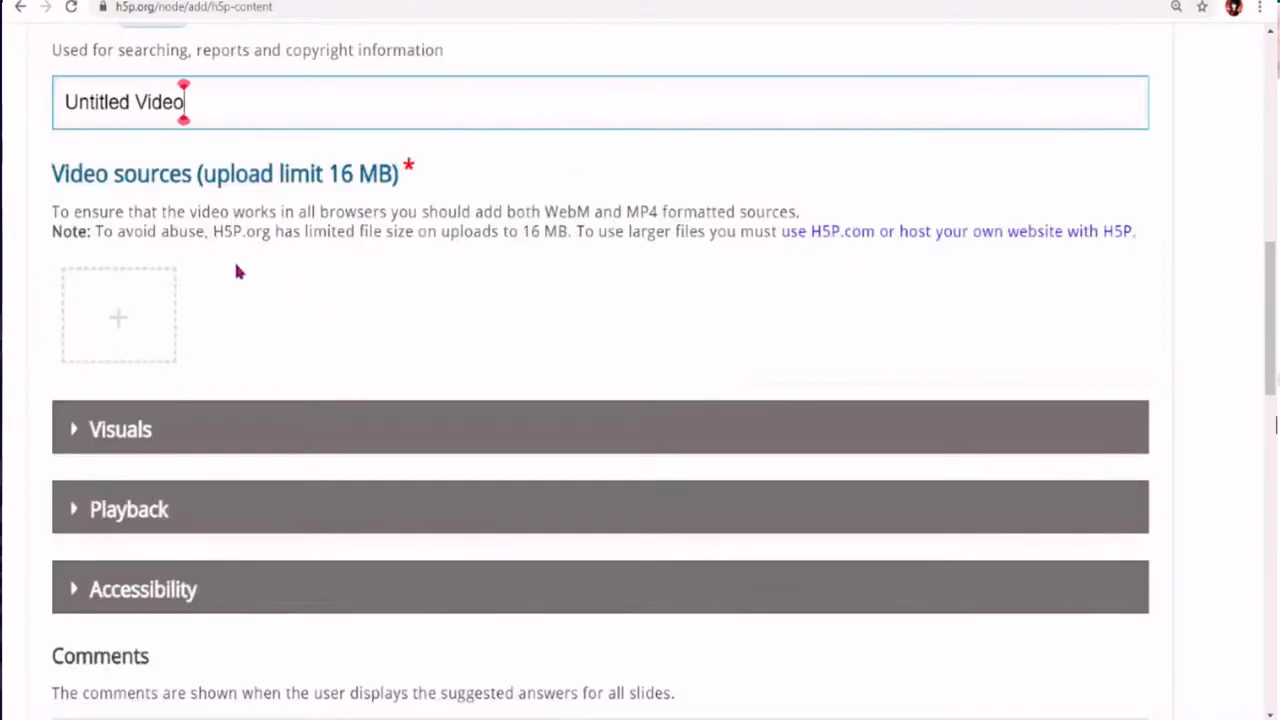 h5p.org/node/add/h5p-content
Used for searching, reports and copyright information
Untitled Video
Video sources (upload limit 16 MB) *
To ensure that the video works in all browsers you should add both WebM and MP4 formatted sources.
Note: To avoid abuse, H5P.org has limited file size on uploads to 16 MB. To use larger files you must use H5P.com or host your own website with H5P.
+
Visuals
Playback
Accessibility
Comments
The comments are shown when the user displays the suggested answers for all slides.